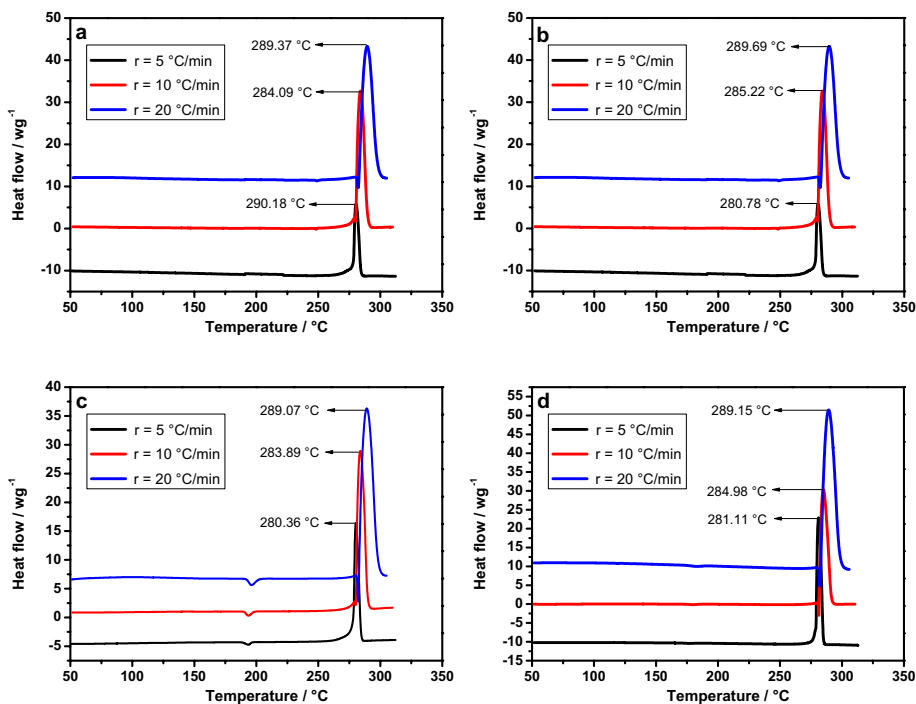 a
r = 5 °C/min
r = 10 °C/min
r = 20 °C/min
289.37 °C
284.09 °C
290.18 °C
50
40
30
20
10
0
-10
50 100 150 200 250 300 350
Heat flow / wg-1
Temperature / °C
b
r = 5 °C/min
r = 10 °C/min
r = 20 °C/min
289.69 °C
285.22 °C
280.78 °C
50
40
30
20
10
0
-10
50 100 150 200 250 300 350
Heat flow / wg-1
Temperature / °C
c
r = 5 °C/min
r = 10 °C/min
r = 20 °C/min
289.07 °C
283.89 °C
280.36 °C
40
35
30
25
20
15
10
5
0
-5
50 100 150 200 250 300 350
Heat flow / wg-1
Temperature / °C
d
r = 5 °C/min
r = 10 °C/min
r = 20 °C/min
289.15 °C
284.98 °C
281.11 °C
55
50
45
40
35
30
25
20
15
10
5
0
-5
-10
-15
50 100 150 200 250 300 350
Heat flow / wg-1
Temperature / °C